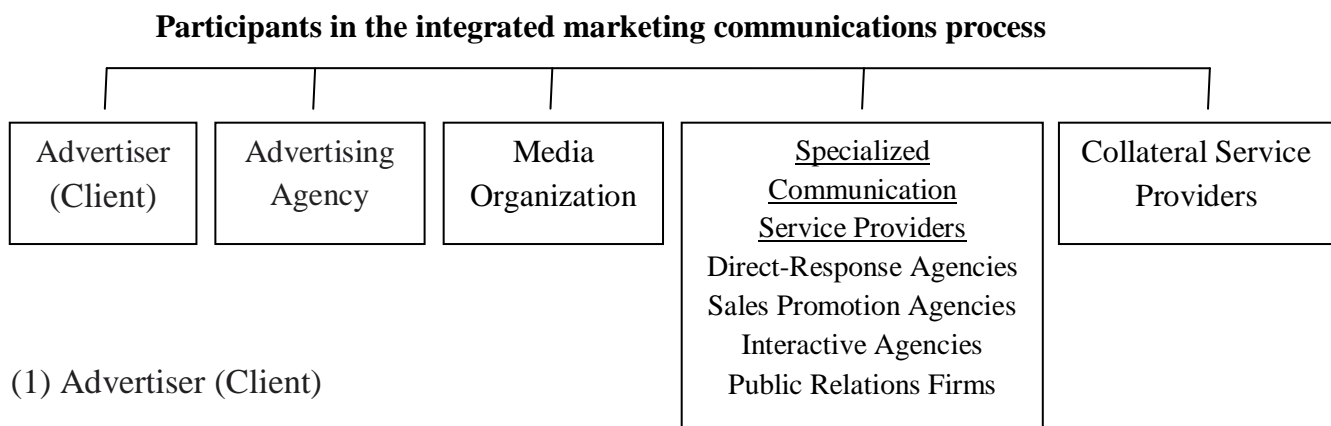 Participants in the integrated marketing communications process
Advertiser
(Client)
Advertising
Agency
Media
Organization
Specialized
Communication
Service Providers
Direct-Response Agencies
Sales Promotion Agencies
Interactive Agencies
Public Relations Firms
Collateral Service
Providers
(1) Advertiser (Client)